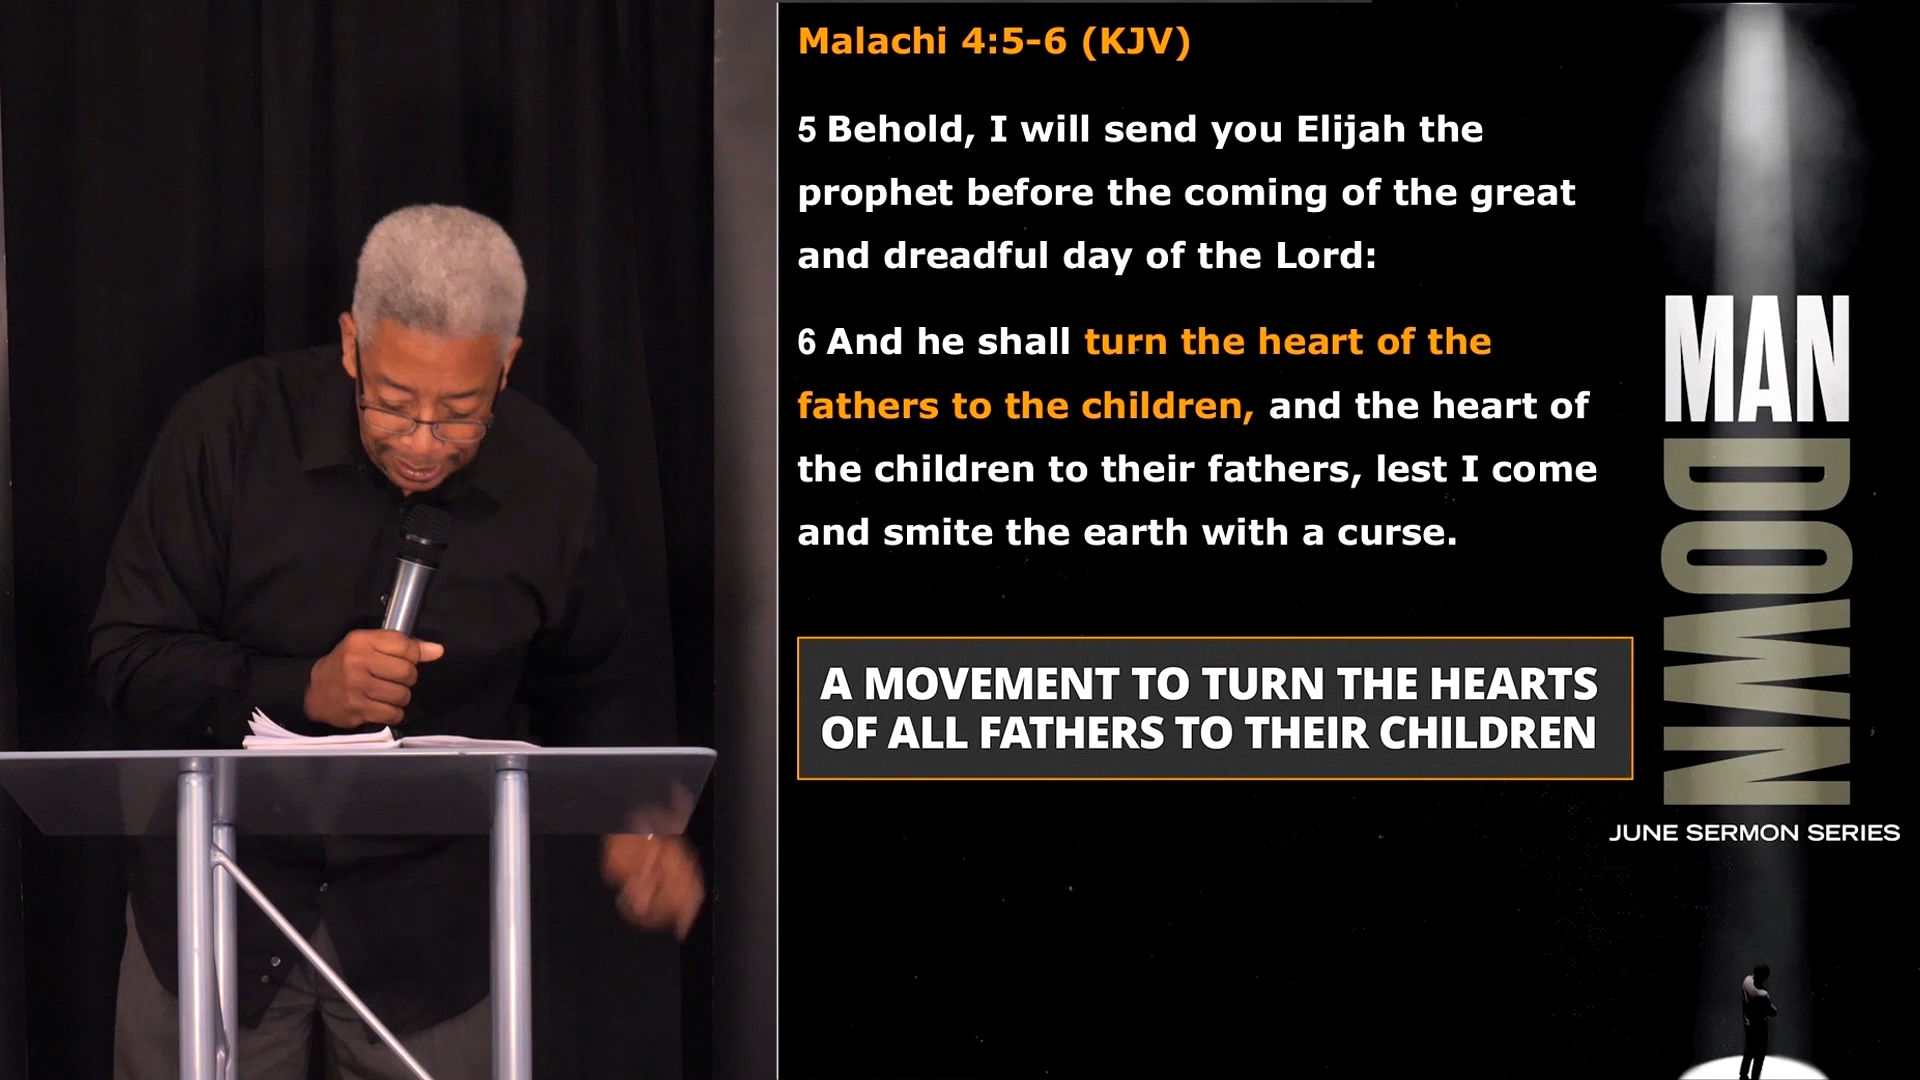 Malachi 4:5-6 (KJV)
5 Behold, I will send you Elijah the
prophet before the coming of the great
and dreadful day of the Lord:
6 And he shall turn the heart of the
fathers to the children, and the heart of
the children to their fathers, lest I come
and smite the earth with a curse.
A MOVEMENT TO TURN THE HEARTS
OF ALL FATHERS TO THEIR CHILDREN
MAN
DOWN
JUNE SERMON SERIES